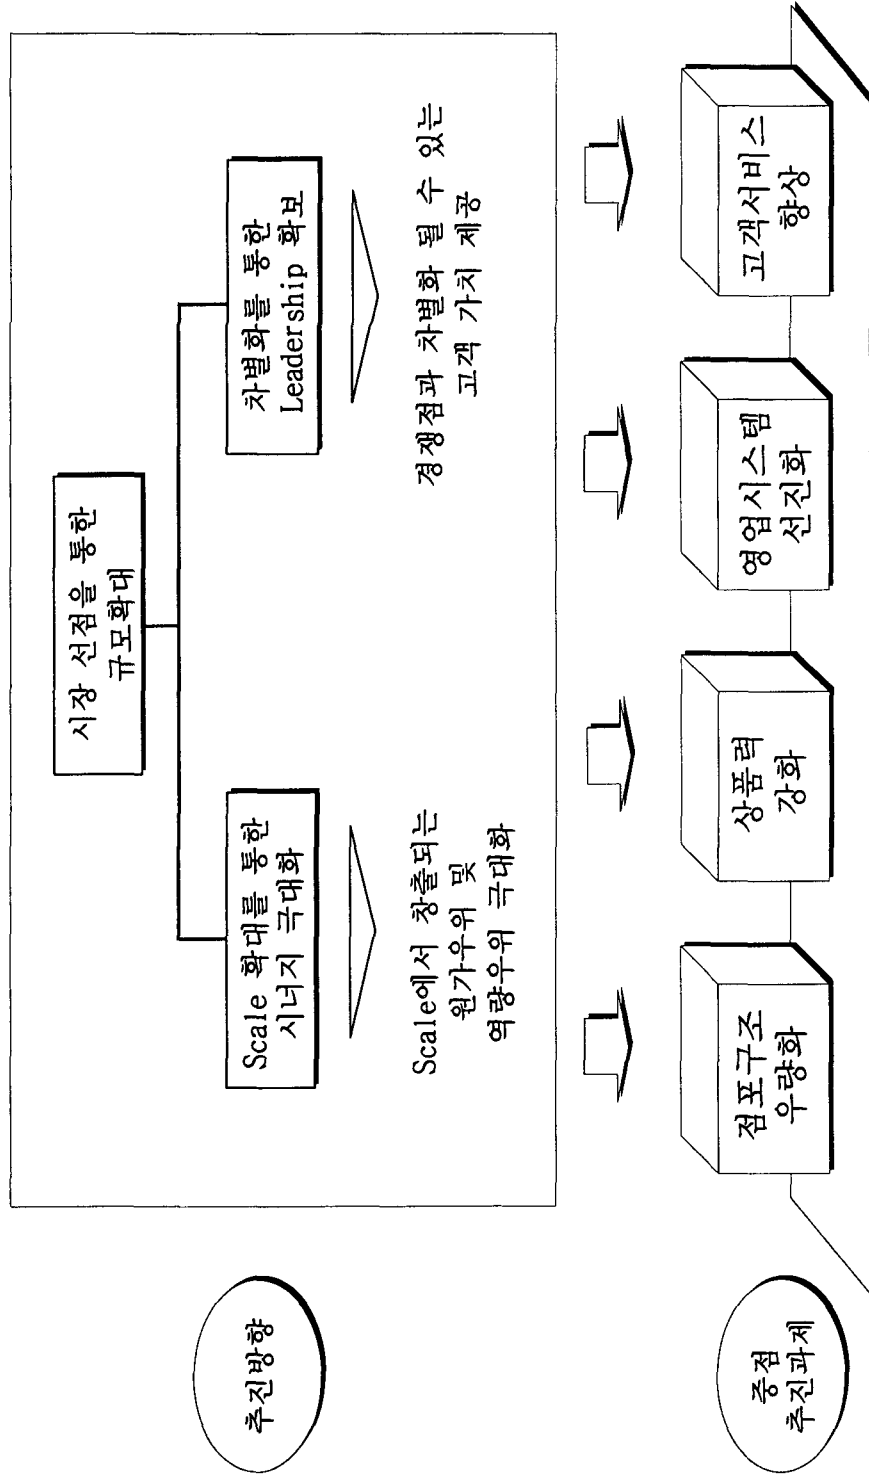 추진방향
시장 선점을 통한
규모확대
Scale 확대를 통한
시너지 극대화
차별화를 통한
Leadership 확보
Scale에서 창출되는
원가우위 및
역량우위 극대화
경쟁점과 차별화 될 수 있는
고객 가치 제공
중점
추진과제
점포구조
우량화
상품력
강화
영업시스템
선진화
고객서비스
향상